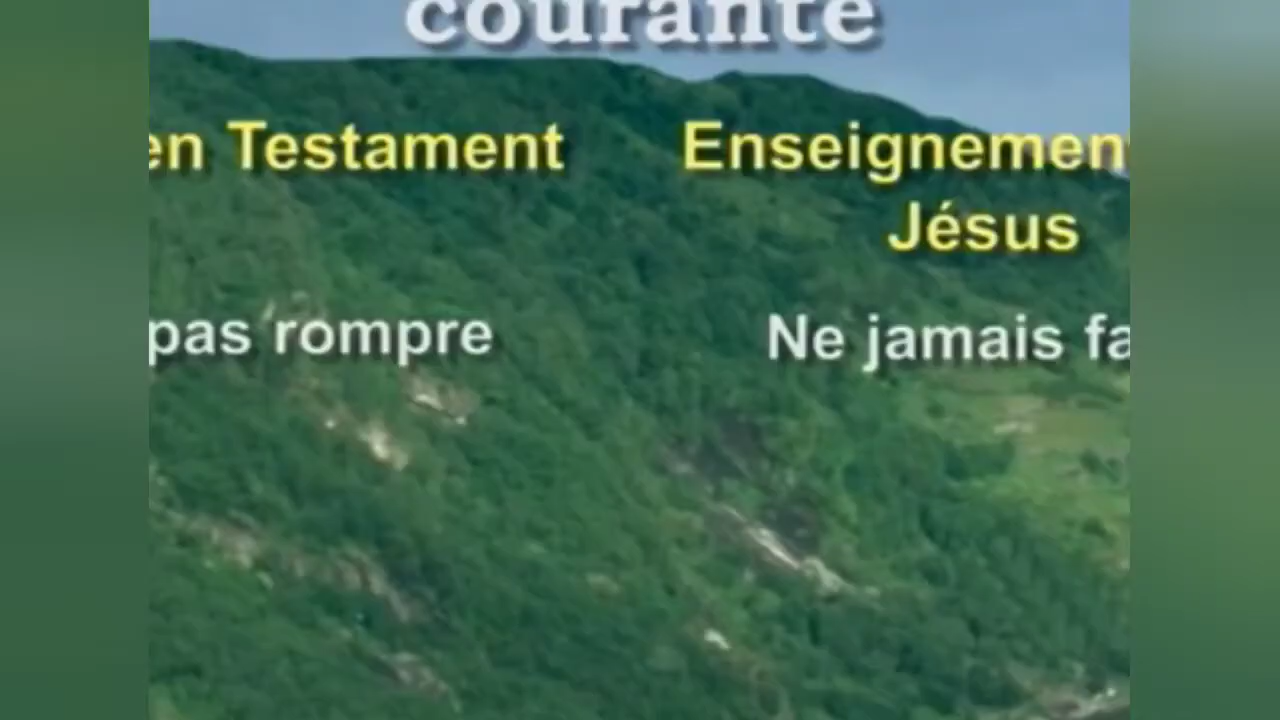 courante
en Testament
Enseignemen
Jésus
pas rompre
Ne jamais fa